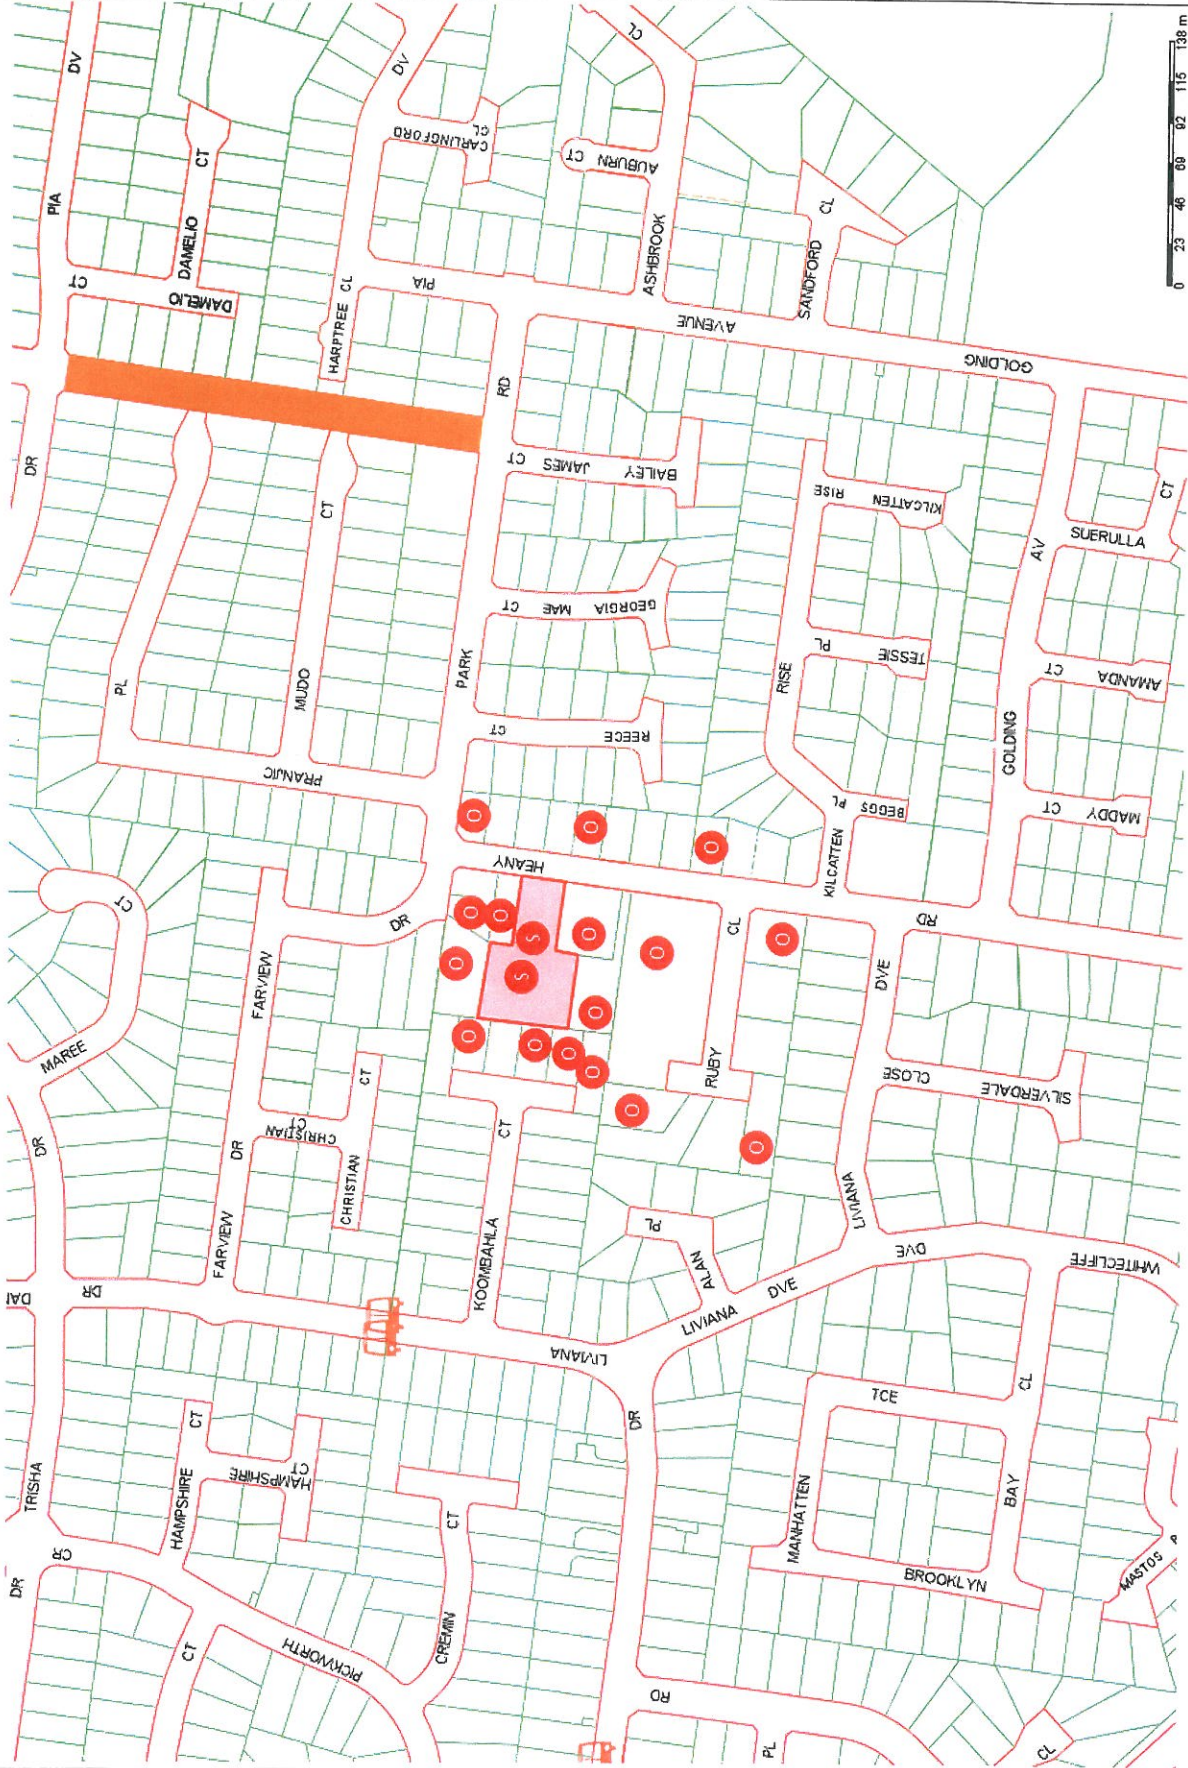 DV
PIA
CT
DAMELIO
CT
DAMELIO
DR
DV
CARLINGFORD
CL
HARPTREE CL
PIA
CL
AUBURN CT
ASHBROOK
SANDFORD
CL
AVENUE
GOLDING
0 23 46 69 92 115 138 m
RD
BAILEY JAMES CT
PL
CT
MUDO
PRANJIC
PARK
GEORGIA MAE CT
REECE CT
RISE
KILCATTEN RISE
TESSIE PL
BEGGS PL
KILCATTEN
AV
SUERULLA
CT
AMANDA CT
GOLDING
MADDY CT
HEANY
RD
O
O
O
O
O
S
S
O
O
O
O
O
O
O
O
O
O
O
CL
RUBY
DVE
LIVIANA
SILVERDALE CLOSE
CT
MAREE
DR
FARVIEW
DR
FARVIEW
DR
CHRISTIAN
CT
CHRISTIAN
CT
KOOMBAHLA
CT
DR
LIVIANA
PL
ALAN
LIVIANA
DVE
DVE
WHITECLIFFE
DR
TCE
CL
MANHATTEN
BAY
BROOKLYN
MASTOS
TRISHA
HAMPSHIRE
CT
HAMPSHIRE
CT
CR
DR
CT
PICKWORTH
CREMIN
CT
RD
PL
CL